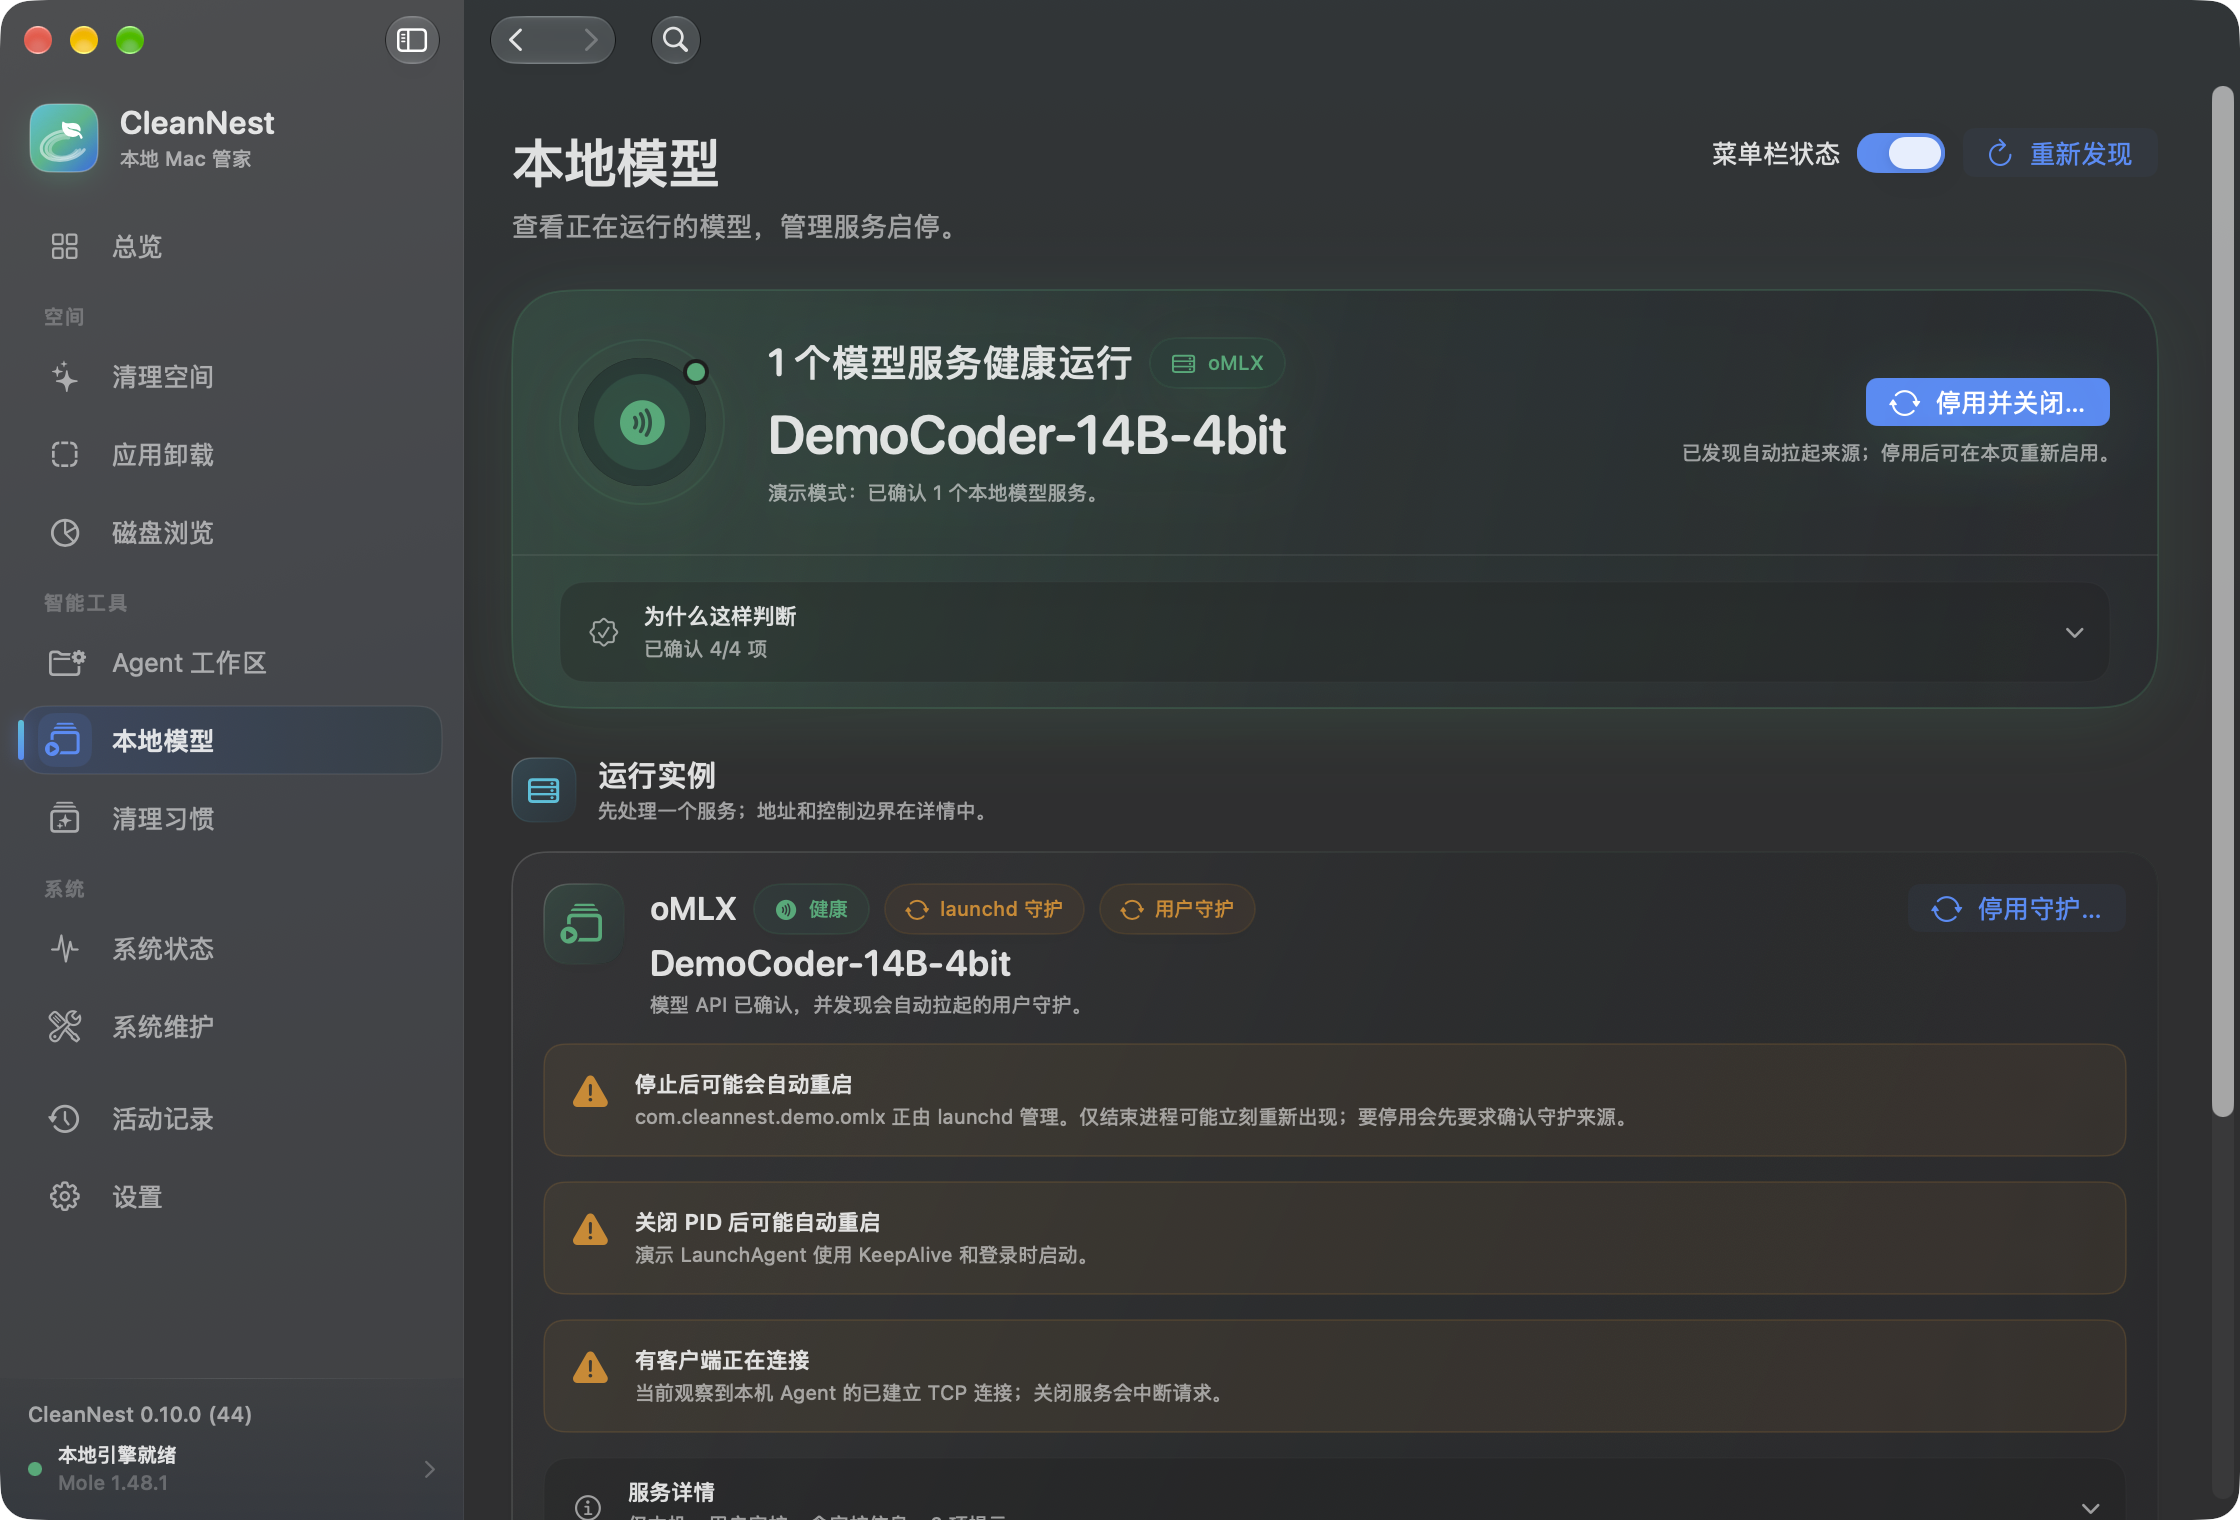 CleanNest
本地 Mac 管家
总览
空间
清理空间
应用卸载
磁盘浏览
智能工具
Agent 工作区
本地模型
清理习惯
系统
系统状态
系统维护
活动记录
设置
CleanNest 0.10.0 (44)
本地引擎就绪
Mole 1.48.1
本地模型
查看正在运行的模型，管理服务启停。
菜单栏状态
重新发现
1 个模型服务健康运行
oMLX
DemoCoder-14B-4bit
演示模式：已确认 1 个本地模型服务。
停用并关闭...
已发现自动拉起来源；停用后可在本页重新启用。
为什么这样判断
已确认 4/4 项
运行实例
先处理一个服务；地址和控制边界在详情中。
oMLX
健康
launchd 守护
用户守护
停用守护...
DemoCoder-14B-4bit
模型 API 已确认，并发现会自动拉起的用户守护。
停止后可能会自动重启
com.cleannest.demo.omlx 正由 launchd 管理。仅结束进程可能立刻重新出现；要停用会先要求确认守护来源。
关闭 PID 后可能自动重启
演示 LaunchAgent 使用 KeepAlive 和登录时启动。
有客户端正在连接
当前观察到本机 Agent 的已建立 TCP 连接；关闭服务会中断请求。
服务详情